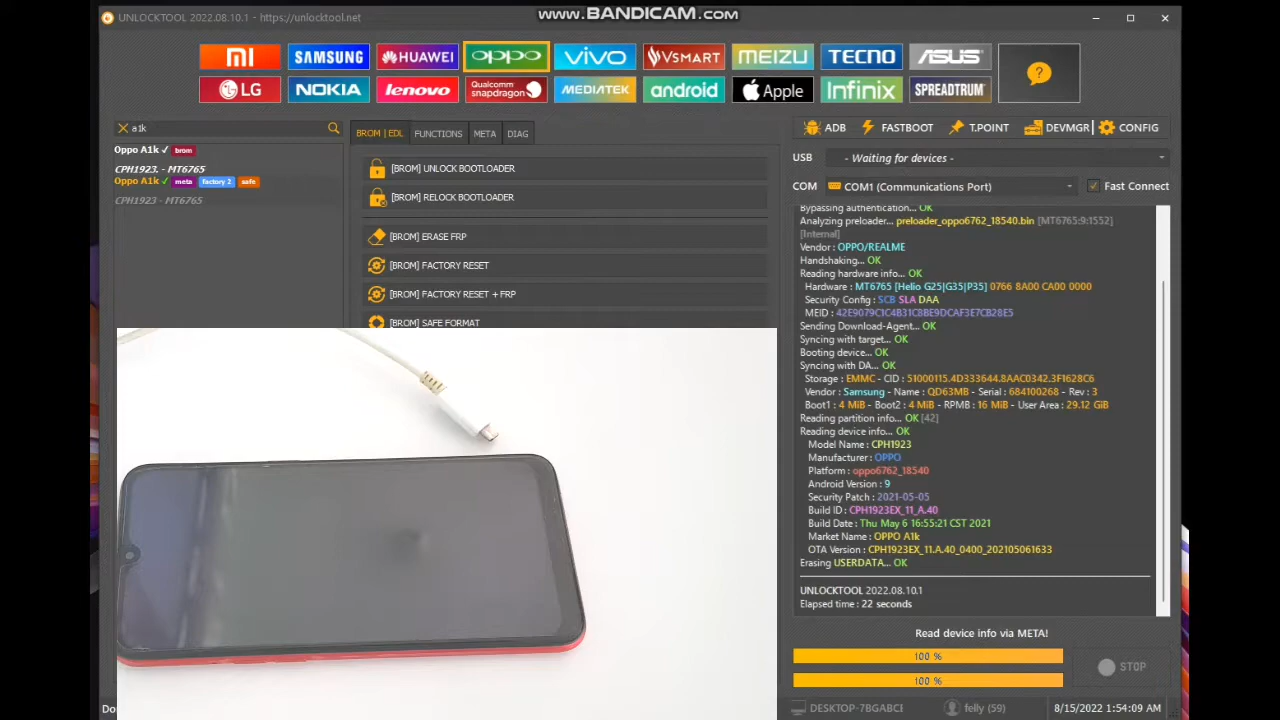 UNLOCKTOOL 2022.08.10.1 - https://unlocktool.net
www.BANDICAM.com
mi SAMSUNG HUAWEI oppo vivo VSMART MEIZU TECNO ASUS
LG NOKIA lenovo Qualcomm snapdragon MEDIATEK android Apple Infinix SPREADTRUM ?
a1k
Oppo A1k ✓ brom
CPH1923. - MT6765
Oppo A1k ✓ meta factory 2 safe
CPH1923 - MT6765
BROM | EDL FUNCTIONS META DIAG
[BROM] UNLOCK BOOTLOADER
[BROM] RELOCK BOOTLOADER
[BROM] ERASE FRP
[BROM] FACTORY RESET
[BROM] FACTORY RESET + FRP
[BROM] SAFE FORMAT
ADB FASTBOOT T.POINT DEVMGR CONFIG
USB - Waiting for devices -
COM COM1 (Communications Port) Fast Connect
Bypassing authentication... OK
Analyzing preloader... preloader_oppo6762_18540.bin [MT6765:9:1552]
[Internal]
Vendor : OPPO/REALME
Handshaking... OK
Reading hardware info... OK
Hardware : MT6765 [Helio G25|G35|P35] 0766 8A00 CA00 0000
Security Config : SCB SLA DAA
MEID : 42E9079C1C4B31CBBE9DCAF3E7CB28E5
Sending Download-Agent... OK
Syncing with target... OK
Booting device... OK
Syncing with DA... OK
Storage : EMMC - CID : 51000115.4D333644.8AAC0342.3F1628C6
Vendor : Samsung - Name : QD63MB - Serial : 684100268 - Rev : 3
Boot1 : 4 MiB - Boot2 : 4 MiB - RPMB : 16 MiB - User Area : 29.12 GiB
Reading partition info... OK [42]
Reading device info... OK
Model Name : CPH1923
Manufacturer : OPPO
Platform : oppo6762_18540
Android Version : 9
Security Patch : 2021-05-05
Build ID : CPH1923EX_11_A.40
Build Date : Thu May 6 16:55:21 CST 2021
Market Name : OPPO A1k
OTA Version : CPH1923EX_11.A.40_0400_202105061633
Erasing USERDATA... OK
UNLOCKTOOL 2022.08.10.1
Elapsed time : 22 seconds
Read device info via META!
100 %
100 %
STOP
DESKTOP-7BGABCI felly (59) 8/15/2022 1:54:09 AM